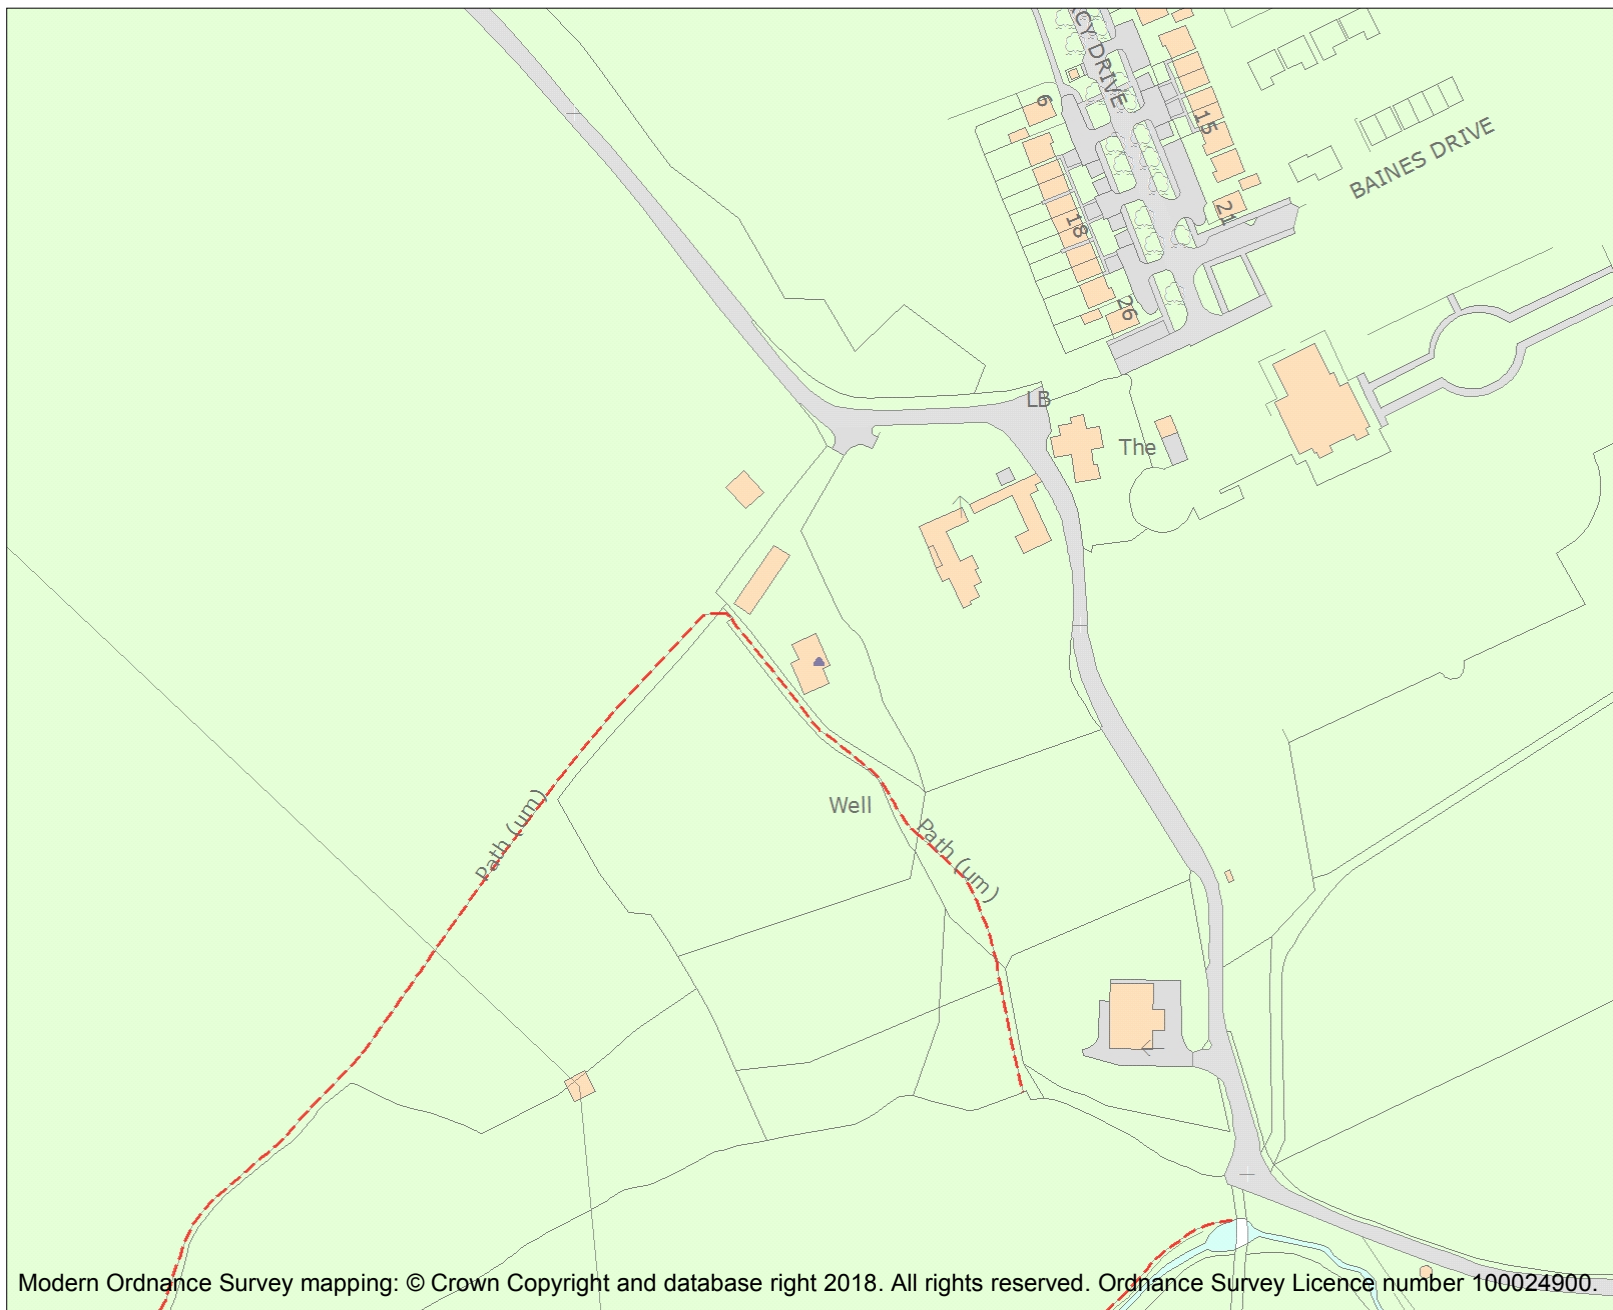 CY DRIVE
6
15
BAINES DRIVE
18
21
26
LB
The
Path (um)
Well
Path (um)
Modern Ordnance Survey mapping: © Crown Copyright and database right 2018. All rights reserved. Ordnance Survey Licence number 100024900.